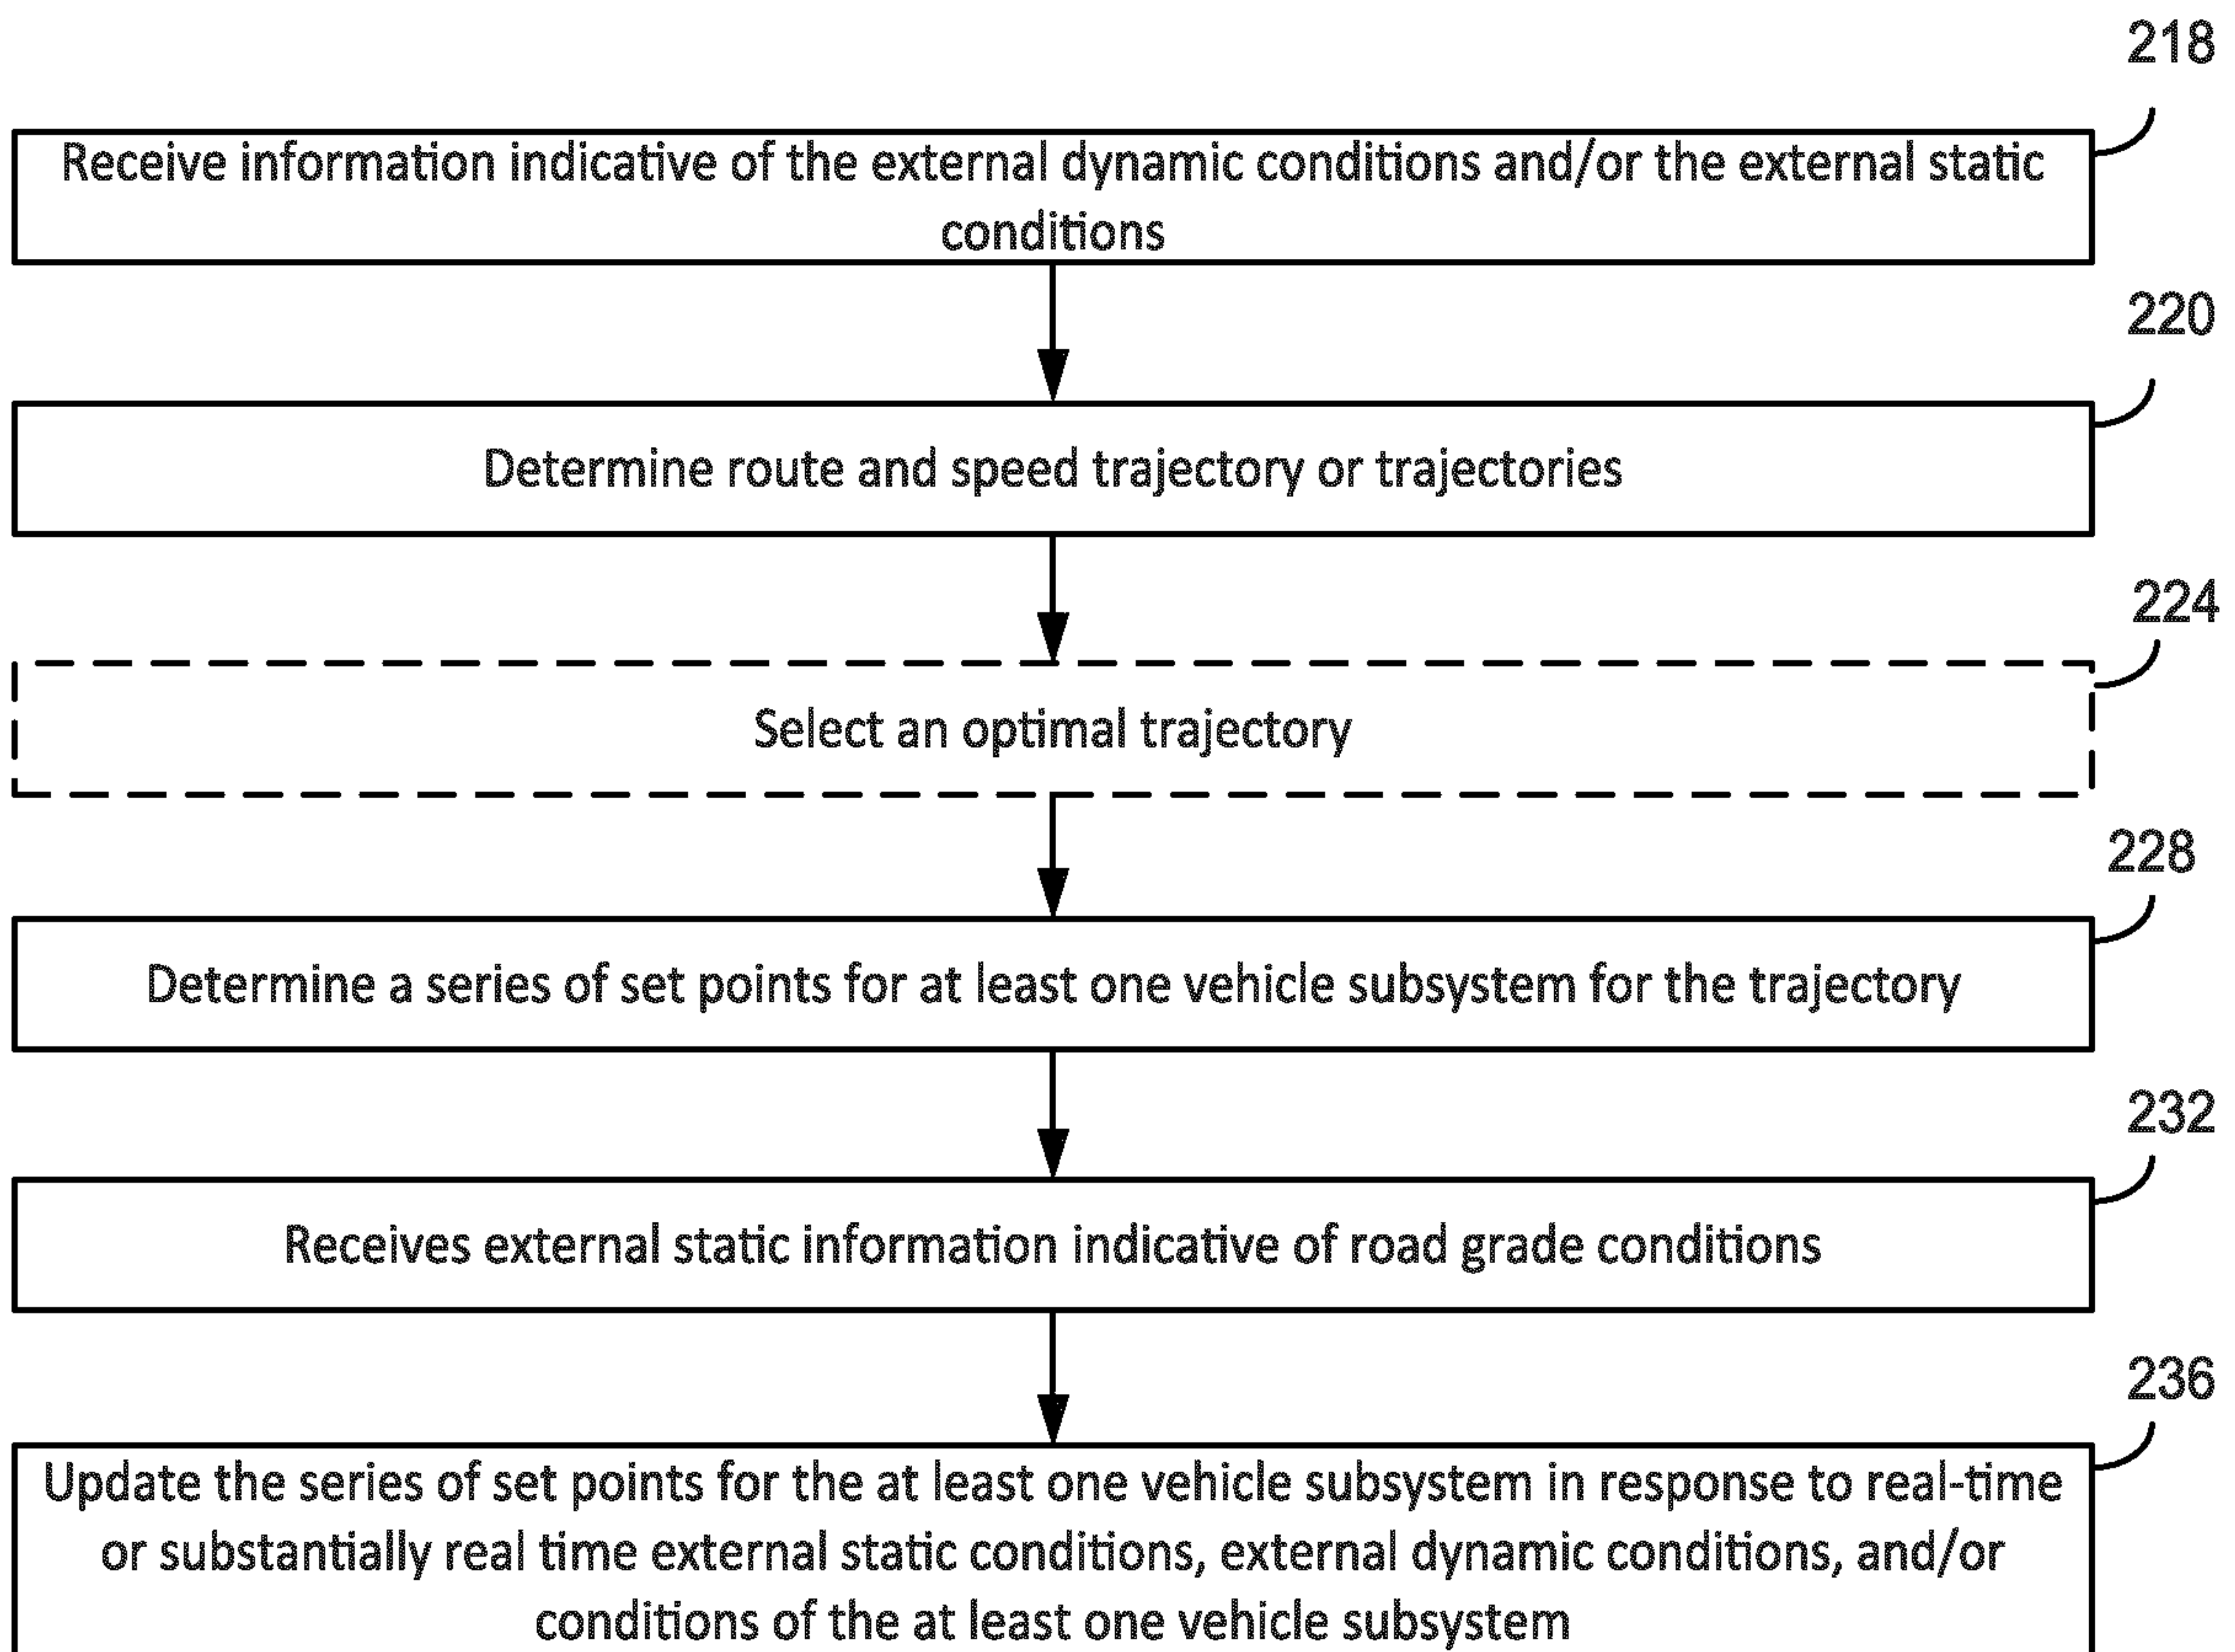 218
Receive information indicative of the external dynamic conditions and/or the external static
conditions
220
Determine route and speed trajectory or trajectories
224
Select an optimal trajectory
228
Determine a series of set points for at least one vehicle subsystem for the trajectory
232
Receives external static information indicative of road grade conditions
236
Update the series of set points for the at least one vehicle subsystem in response to real-time
or substantially real time external static conditions, external dynamic conditions, and/or
conditions of the at least one vehicle subsystem